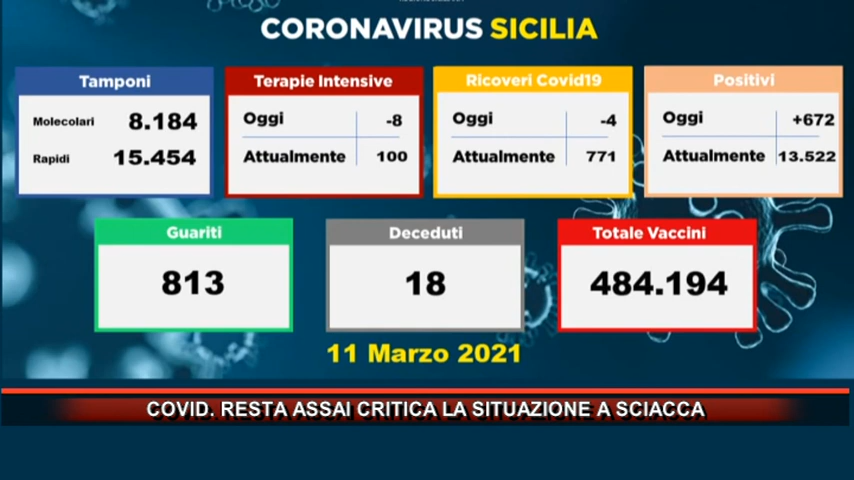 CORONAVIRUS SICILIA
Tamponi
Molecolari 8.184
Rapidi 15.454
Terapie Intensive
Oggi -8
Attualmente 100
Ricoveri Covid19
Oggi -4
Attualmente 771
Positivi
Oggi +672
Attualmente 13.522
Guariti
813
Deceduti
18
Totale Vaccini
484.194
11 Marzo 2021
COVID. RESTA ASSAI CRITICA LA SITUAZIONE A SCIACCA